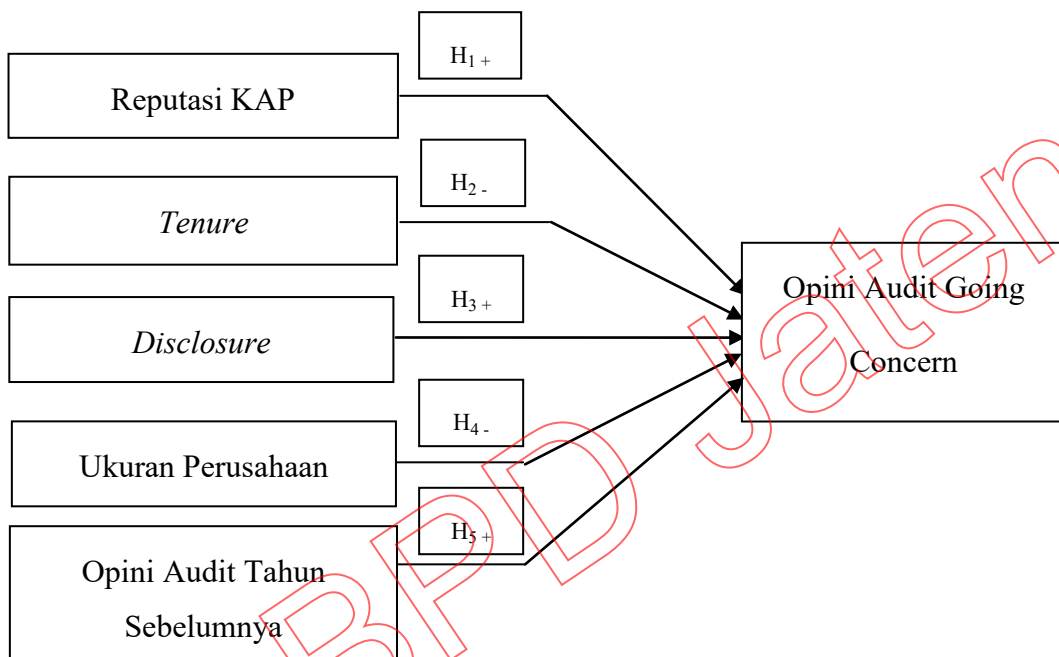 H1 +
Reputasi KAP
H2 -
Tenure
H3 +
Disclosure
H4 -
Ukuran Perusahaan
H5 +
Opini Audit Tahun
Sebelumnya
Opini Audit Going
Concern
BPD Jaten